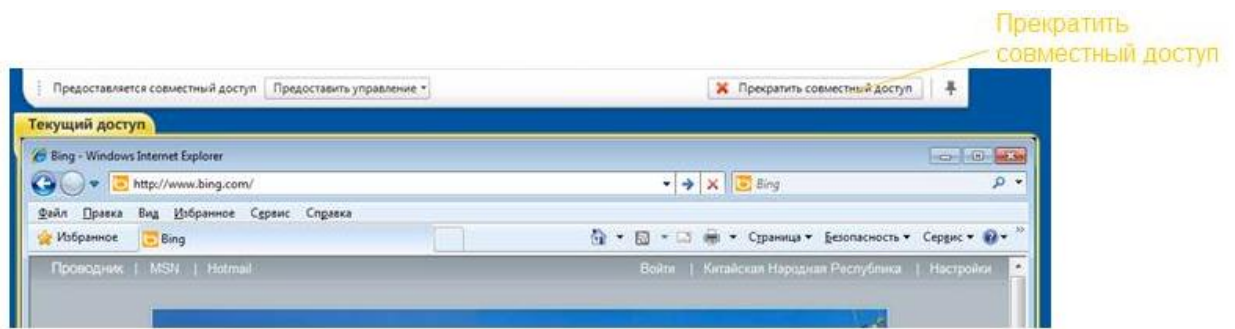 Прекратить
совместный доступ
Предоставляется совместный доступ Предоставить управление Прекратить совместный доступ
Текущий доступ
Bing - Windows Internet Explorer
http://www.bing.com/ Bing
Файл Правка Вид Избранное Сервис Справка
Избранное Bing Страница Безопасность Сервис
Проводник | MSN | Hotmail Войти | Китайская Народная Республика | Настройки